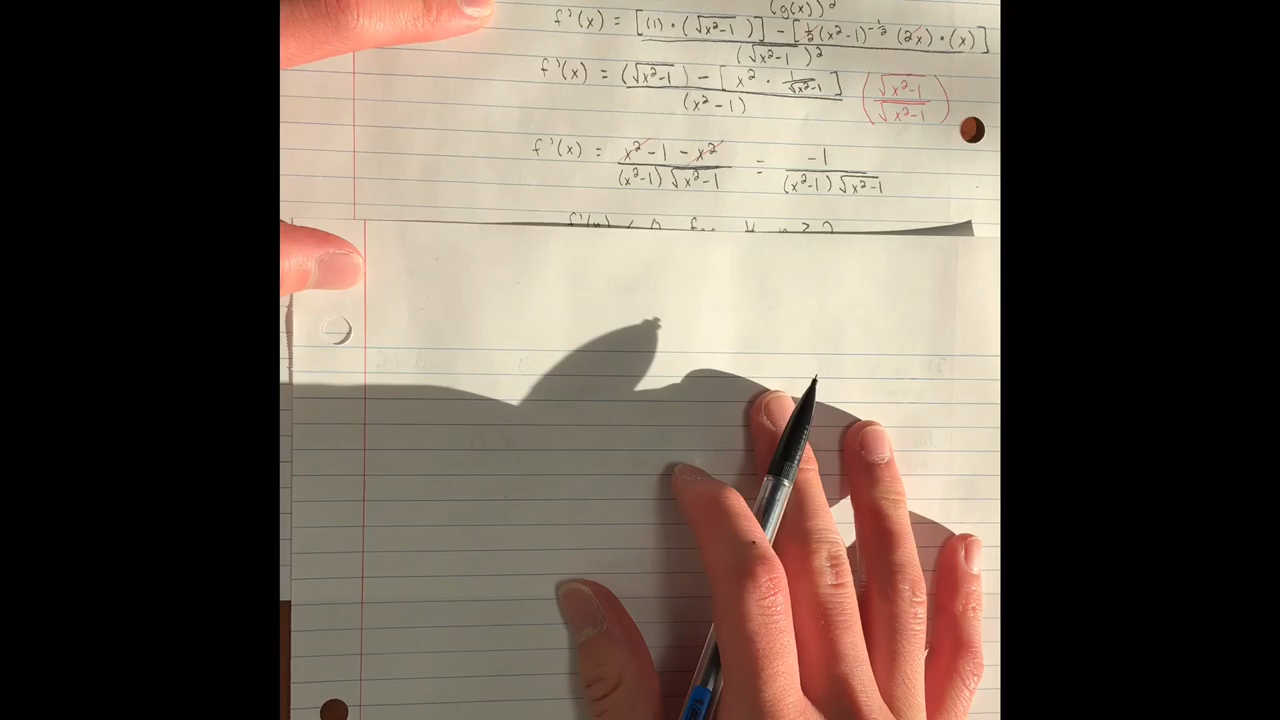 (g(x))²
f'(x) = [(1)·(√x²-1)] - [½(x²-1)^-½ (2x)·(x)]
(√x²-1)²
f'(x) = (√x²-1) - [x² · 1/√x²-1] (√x²-1/√x²-1)
(x²-1)
f'(x) = x²-1-x²/(x²-1)√x²-1 = -1/(x²-1)√x²-1